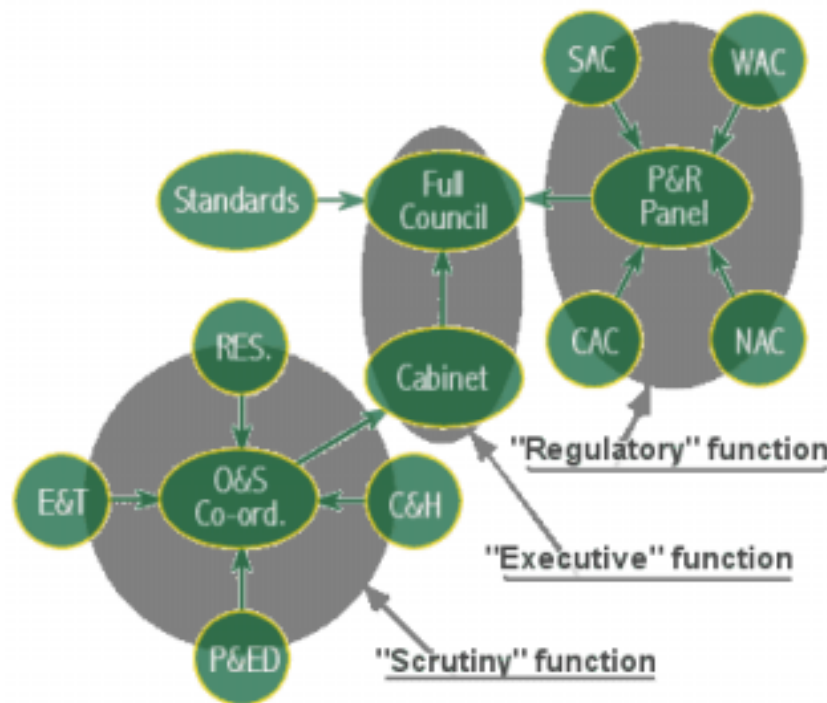 SAC
WAC
Standards
Full
Council
P&R
Panel
RES.
CAC
NAC
Cabinet
"Regulatory" function
E&T
O&S
Co-ord.
C&H
"Executive" function
P&ED
"Scrutiny" function